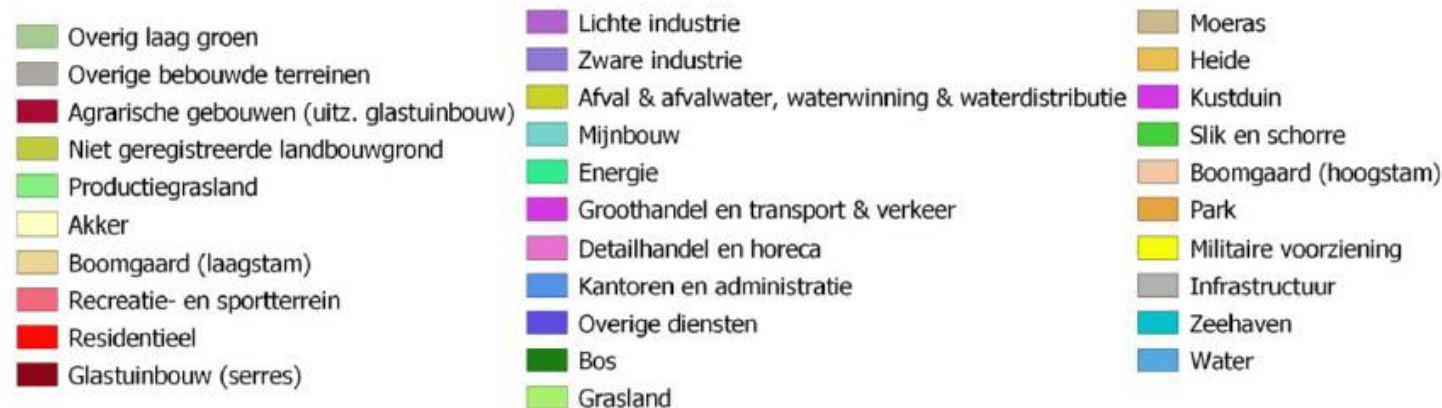 Overig laag groen
Overige bebouwde terreinen
Agrarische gebouwen (uitz. glastuinbouw)
Niet geregistreerde landbouwgrond
Productiegrasland
Akker
Boomgaard (laagstam)
Recreatie- en sportterrein
Residentieel
Glastuinbouw (serres)
Lichte industrie
Zware industrie
Afval & afvalwater, waterwinning & waterdistributie
Mijnbouw
Energie
Groothandel en transport & verkeer
Detailhandel en horeca
Kantoren en administratie
Overige diensten
Bos
Grasland
Moeras
Heide
Kustduin
Slik en schorre
Boomgaard (hoogstam)
Park
Militaire voorziening
Infrastructuur
Zeehaven
Water